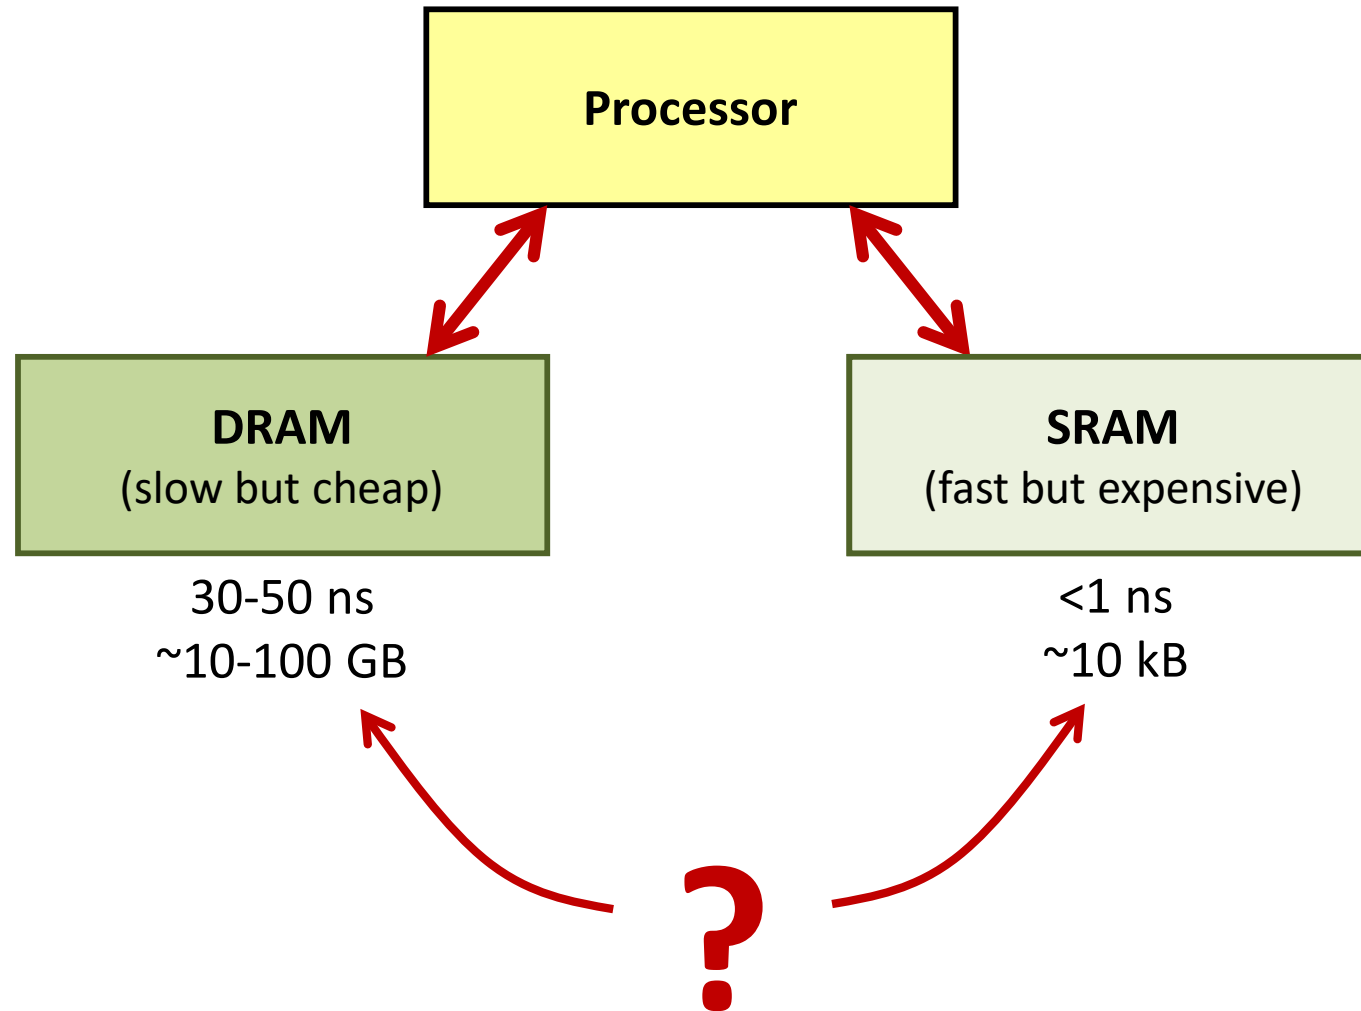 Processor
DRAM
(slow but cheap)
SRAM
(fast but expensive)
30-50 ns
~10-100 GB
<1 ns
~10 kB
?